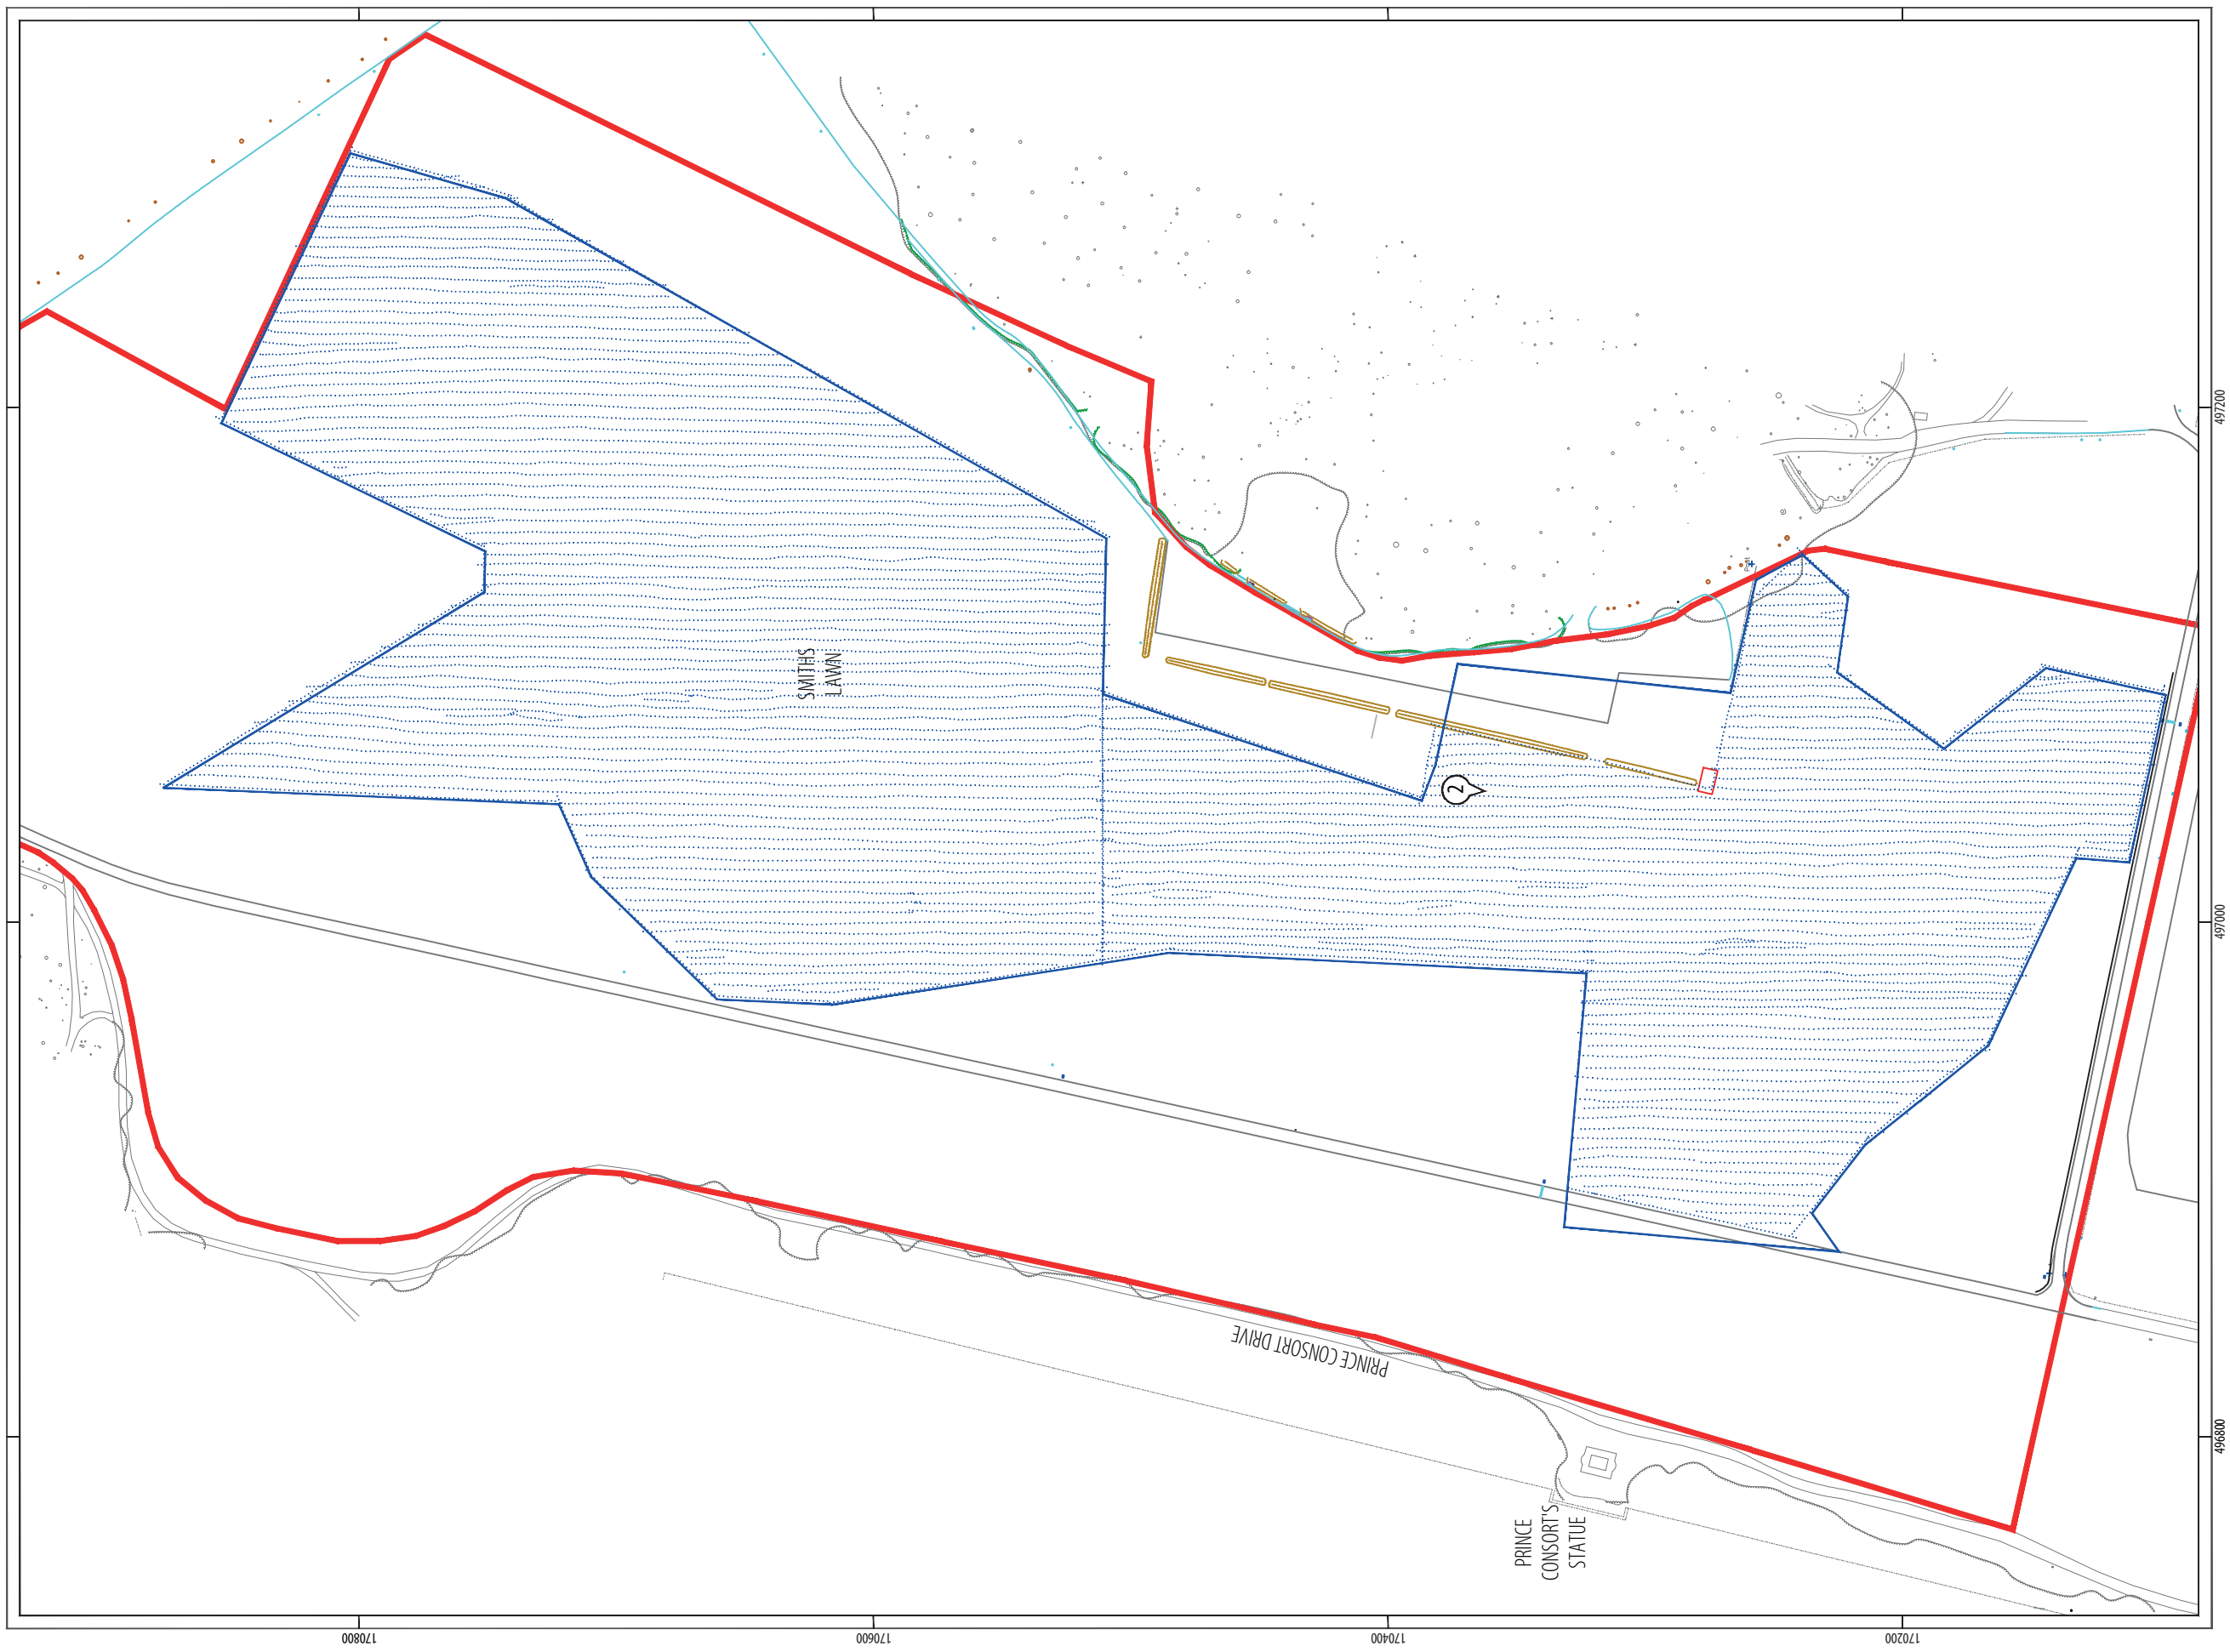 SMITHS
LAWN
2
PRINCE CONSORT DRIVE
PRINCE
CONSORT'S
STATUE
497200
497000
496800
170800
170600
170400
170200